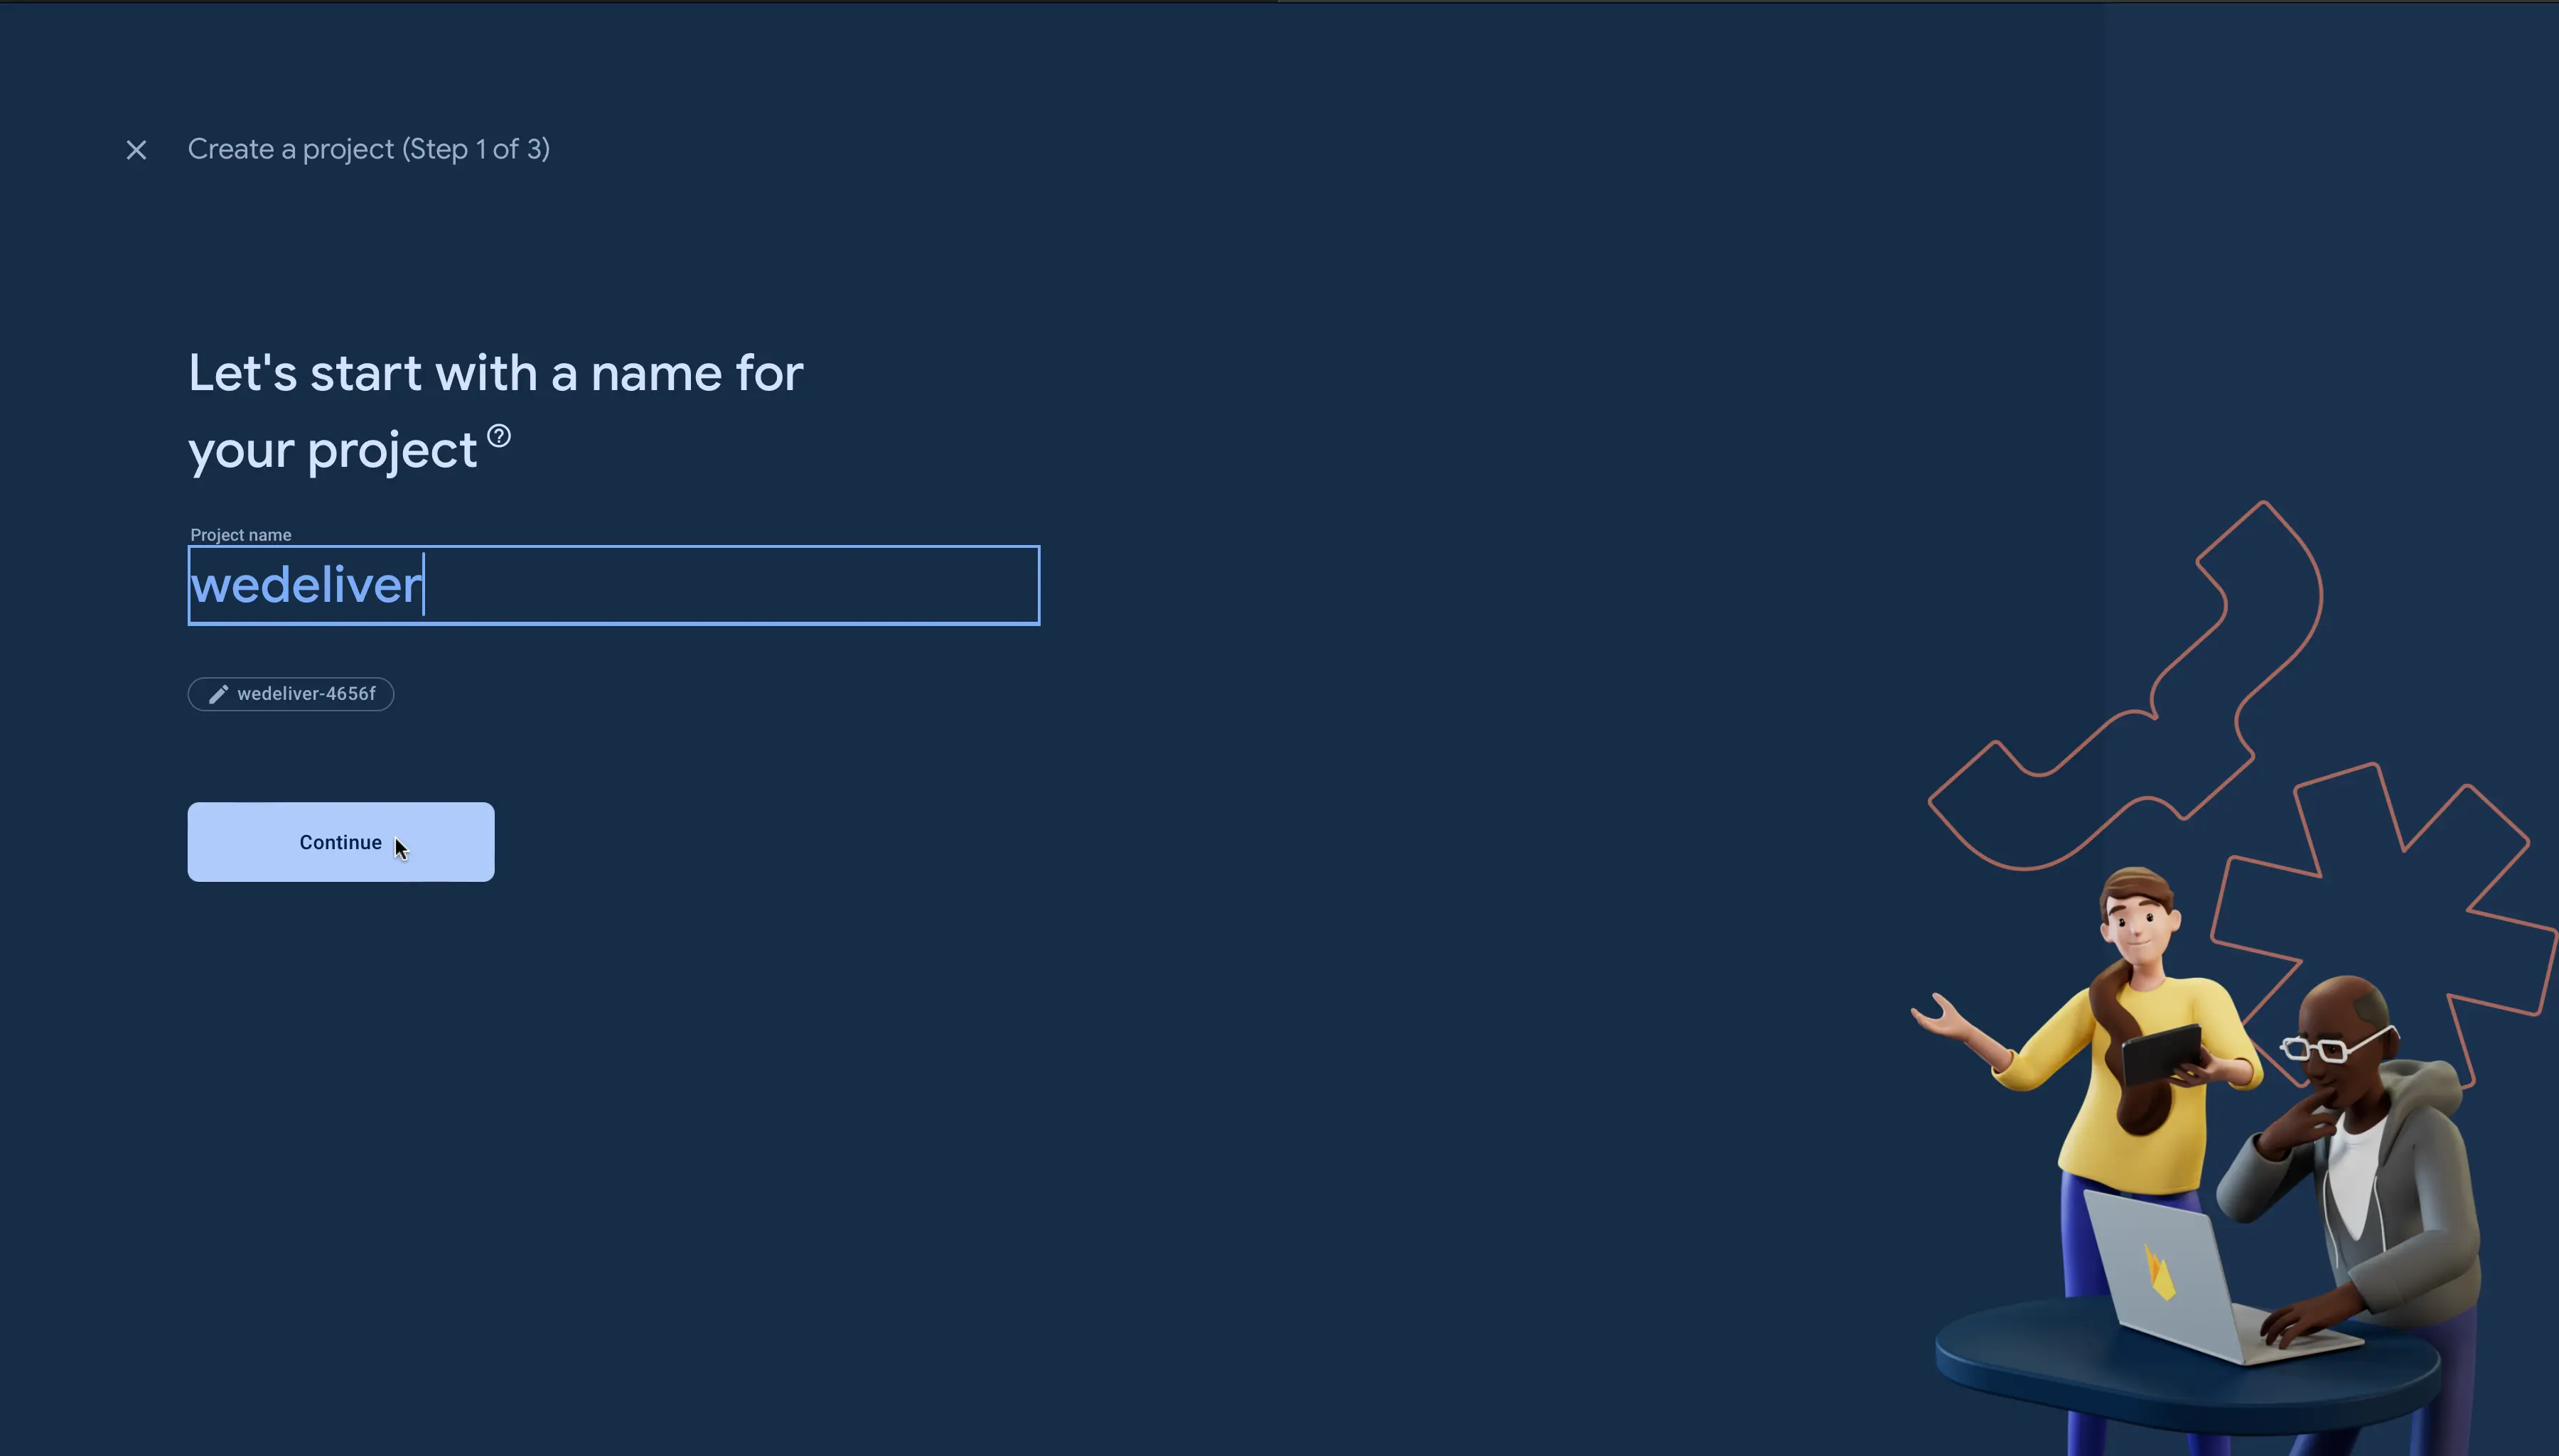 Create a project (Step 1 of 3)
Let's start with a name for
your project
Project name
wedeliver
wedeliver-4656f
Continue